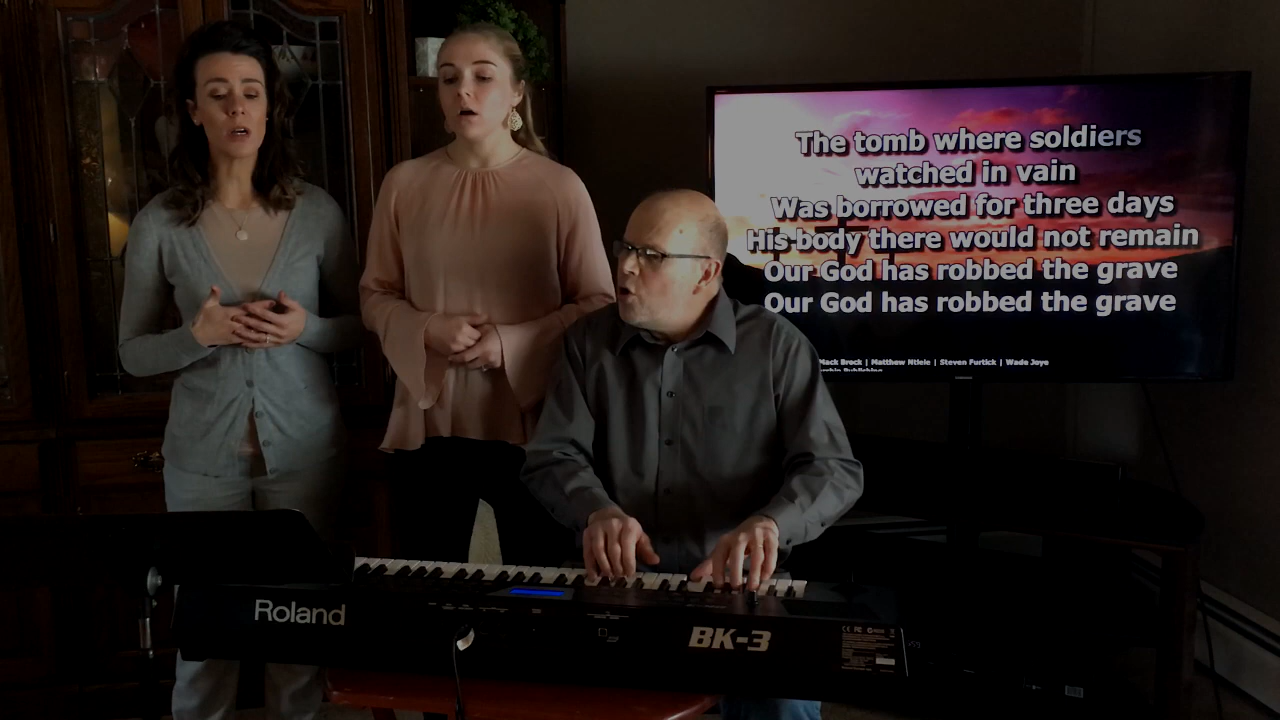 The tomb where soldiers
watched in vain
Was borrowed for three days
His body there would not remain
Our God has robbed the grave
Our God has robbed the grave
Mack Brock | Matthew Ntlele | Steven Furtick | Wade Joye
Publishing
SAMSUNG
Roland
BK-3